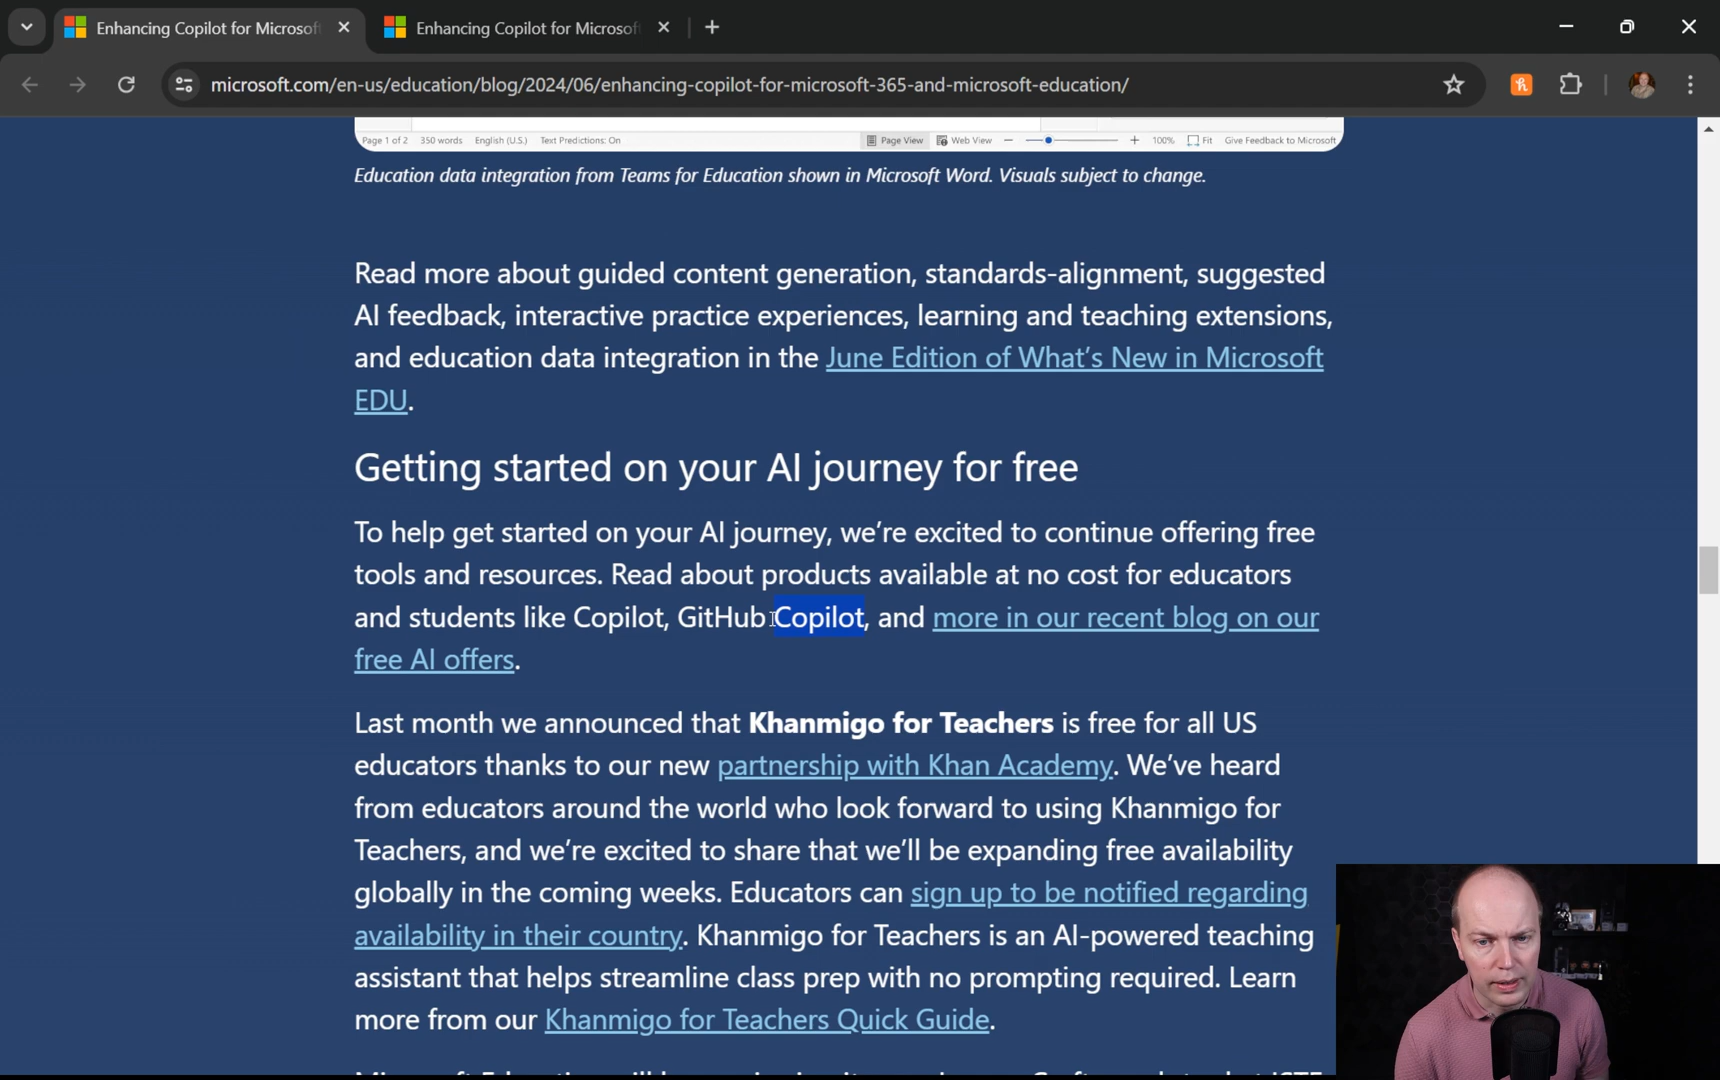 Enhancing Copilot for Microsof
Enhancing Copilot for Microsof
microsoft.com/en-us/education/blog/2024/06/enhancing-copilot-for-microsoft-365-and-microsoft-education/
Page 1 of 2 350 words English (U.S.) Text Predictions: On Page View Web View 100% Fit Give Feedback to Microsoft
Education data integration from Teams for Education shown in Microsoft Word. Visuals subject to change.
Read more about guided content generation, standards-alignment, suggested
AI feedback, interactive practice experiences, learning and teaching extensions,
and education data integration in the June Edition of What’s New in Microsoft
EDU.
Getting started on your AI journey for free
To help get started on your AI journey, we’re excited to continue offering free
tools and resources. Read about products available at no cost for educators
and students like Copilot, GitHub Copilot, and more in our recent blog on our
free AI offers.
Last month we announced that Khanmigo for Teachers is free for all US
educators thanks to our new partnership with Khan Academy. We’ve heard
from educators around the world who look forward to using Khanmigo for
Teachers, and we’re excited to share that we’ll be expanding free availability
globally in the coming weeks. Educators can sign up to be notified regarding
availability in their country. Khanmigo for Teachers is an AI-powered teaching
assistant that helps streamline class prep with no prompting required. Learn
more from our Khanmigo for Teachers Quick Guide.